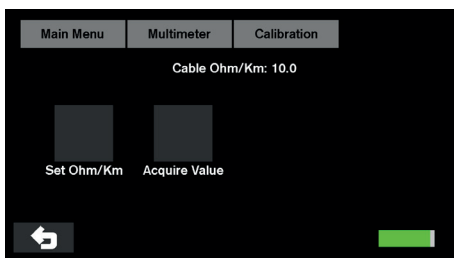 Main Menu Multimeter Calibration
Cable Ohm/Km: 10.0
Set Ohm/Km Acquire Value